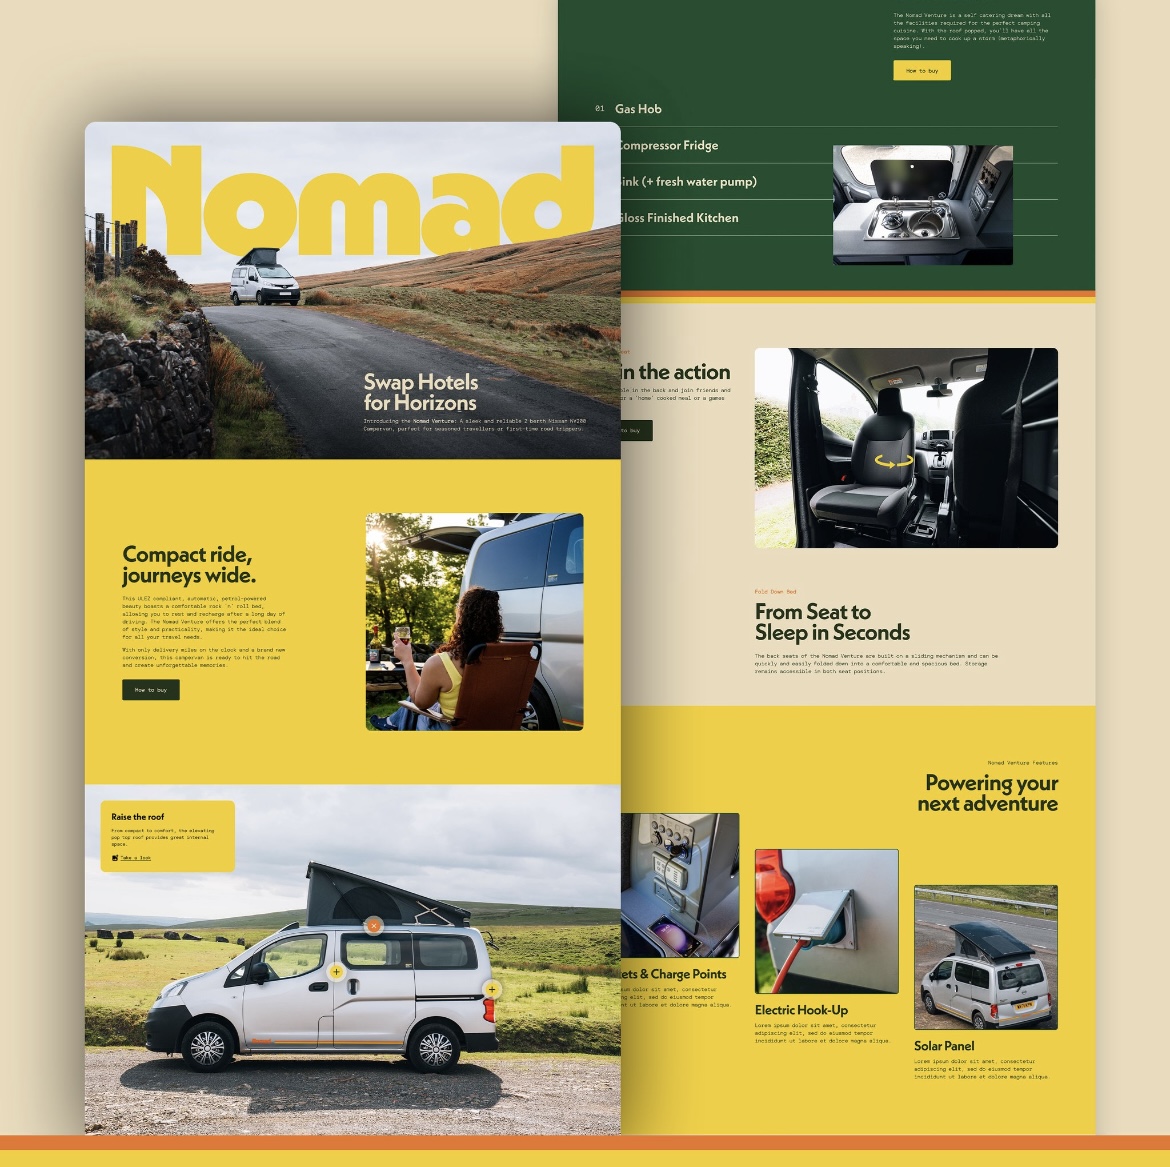 Nomad
Swap Hotels
for Horizons
Introducing the Nomad Venture: A sleek and reliable 2-berth Nissan NV200
Campervan, perfect for seasoned travellers or first-time road trippers.
Compact ride,
journeys wide.
This ULEZ compliant, automatic, petrol-powered
beauty boasts a comfortable rock 'n' roll bed,
allowing you to rest and recharge after a long day of
driving. The Nomad Venture offers the perfect blend
of style and practicality, making it the ideal choice
for all your travel needs.
With only delivery miles on the clock and a brand new
conversion, this campervan is ready to hit the road
and create unforgettable memories.
How to buy
Raise the roof
From compact to comfort, the elevating
pop top roof provides great internal
space.
Take a look
The Nomad Venture is a self catering dream with all
the facilities required for the perfect camping
cuisine. With the roof popped, you'll have all the
space you need to cook up a storm (metaphorically
speaking).
How to buy
01 Gas Hob
Compressor Fridge
Sink (+ fresh water pump)
Gloss Finished Kitchen
in the action
in the back and join friends and
a 'home' cooked meal or a games
to buy
Fold Down Bed
From Seat to
Sleep in Seconds
The back seats of the Nomad Venture are built on a sliding mechanism and can be
quickly and easily folded down into a comfortable and spacious bed. Storage
remains accessible in both seat positions.
Nomad Venture Features
Powering your
next adventure
ets & Charge Points
sum dolor sit amet, consectetur
ng elit, sed do eiusmod tempor
nt ut labore et dolore magna aliqua.
Electric Hook-Up
Lorem ipsum dolor sit amet, consectetur
adipiscing elit, sed do eiusmod tempor
incididunt ut labore et dolore magna aliqua.
Solar Panel
Lorem ipsum dolor sit amet, consectetur
adipiscing elit, sed do eiusmod tempor
incididunt ut labore et dolore magna aliqua.